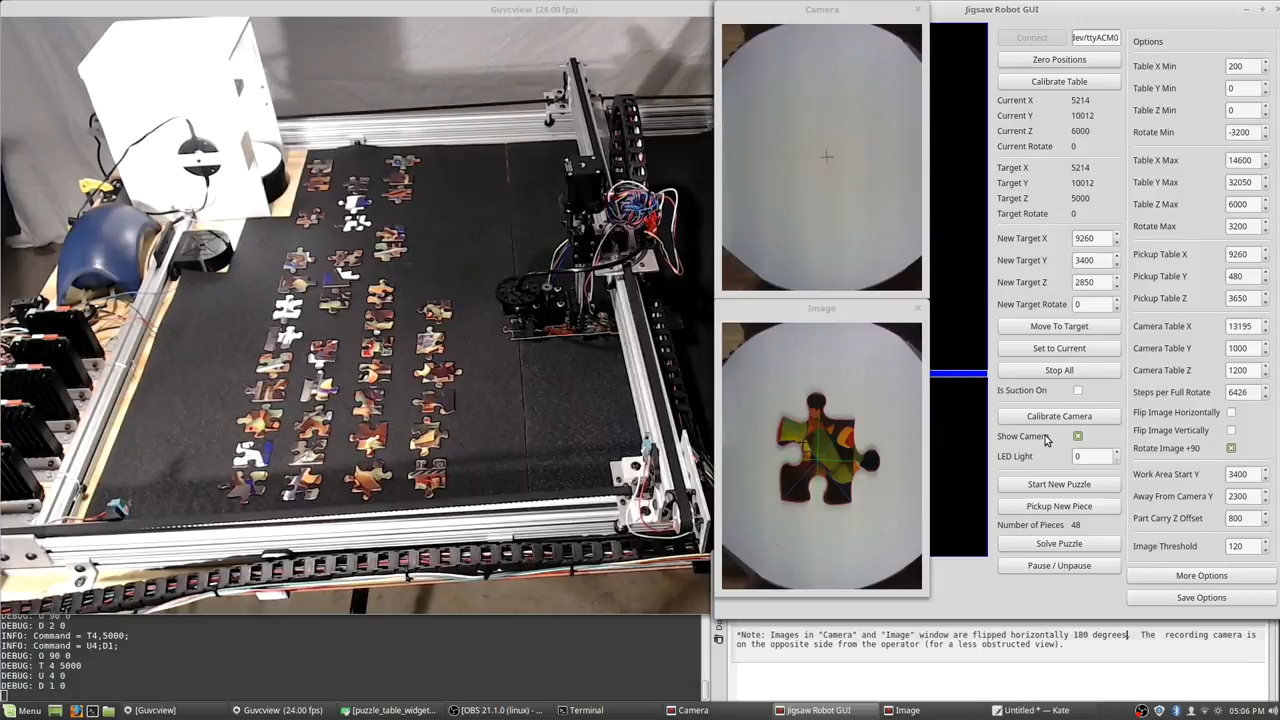 Guvcview (24.00 fps)
Camera
Jigsaw Robot GUI
Connect
dev/ttyACM0
Options
Zero Positions
Calibrate Table
Current X 5214
Current Y 10012
Current Z 6000
Current Rotate 0
Target X 5214
Target Y 10012
Target Z 5000
Target Rotate 0
New Target X 9260
New Target Y 3400
New Target Z 2850
New Target Rotate 0
Move To Target
Set to Current
Stop All
Is Suction On
Calibrate Camera
Show Camera
LED Light 0
Start New Puzzle
Pickup New Piece
Number of Pieces 48
Solve Puzzle
Pause / Unpause
Table X Min 200
Table Y Min 0
Table Z Min 0
Rotate Min -3200
Table X Max 14600
Table Y Max 32050
Table Z Max 6000
Rotate Max 3200
Pickup Table X 9260
Pickup Table Y 480
Pickup Table Z 3650
Camera Table X 13195
Camera Table Y 1000
Camera Table Z 1200
Steps per Full Rotate 6426
Flip Image Horizontally
Flip Image Vertically
Rotate Image +90
Work Area Start Y 3400
Away From Camera Y 2300
Part Carry Z Offset 800
Image Threshold 120
More Options
Save Options
Image
DEBUG: O 90 0
DEBUG: D 2 0
INFO: Command = T4,5000;
INFO: Command = U4;D1;
DEBUG: O 90 0
DEBUG: T 4 5000
DEBUG: U 4 0
DEBUG: D 1 0
*Note: Images in "Camera" and "Image" window are flipped horizontally 180 degrees. The recording camera is
on the opposite side from the operator (for a less obstructed view).
Menu
[Guvcview]
Guvcview (24.00 fps)
[puzzle_table_widget...
[OBS 21.1.0 (linux) -...
Terminal
Camera
Jigsaw Robot GUI
Image
Untitled * — Kate
05:06 PM